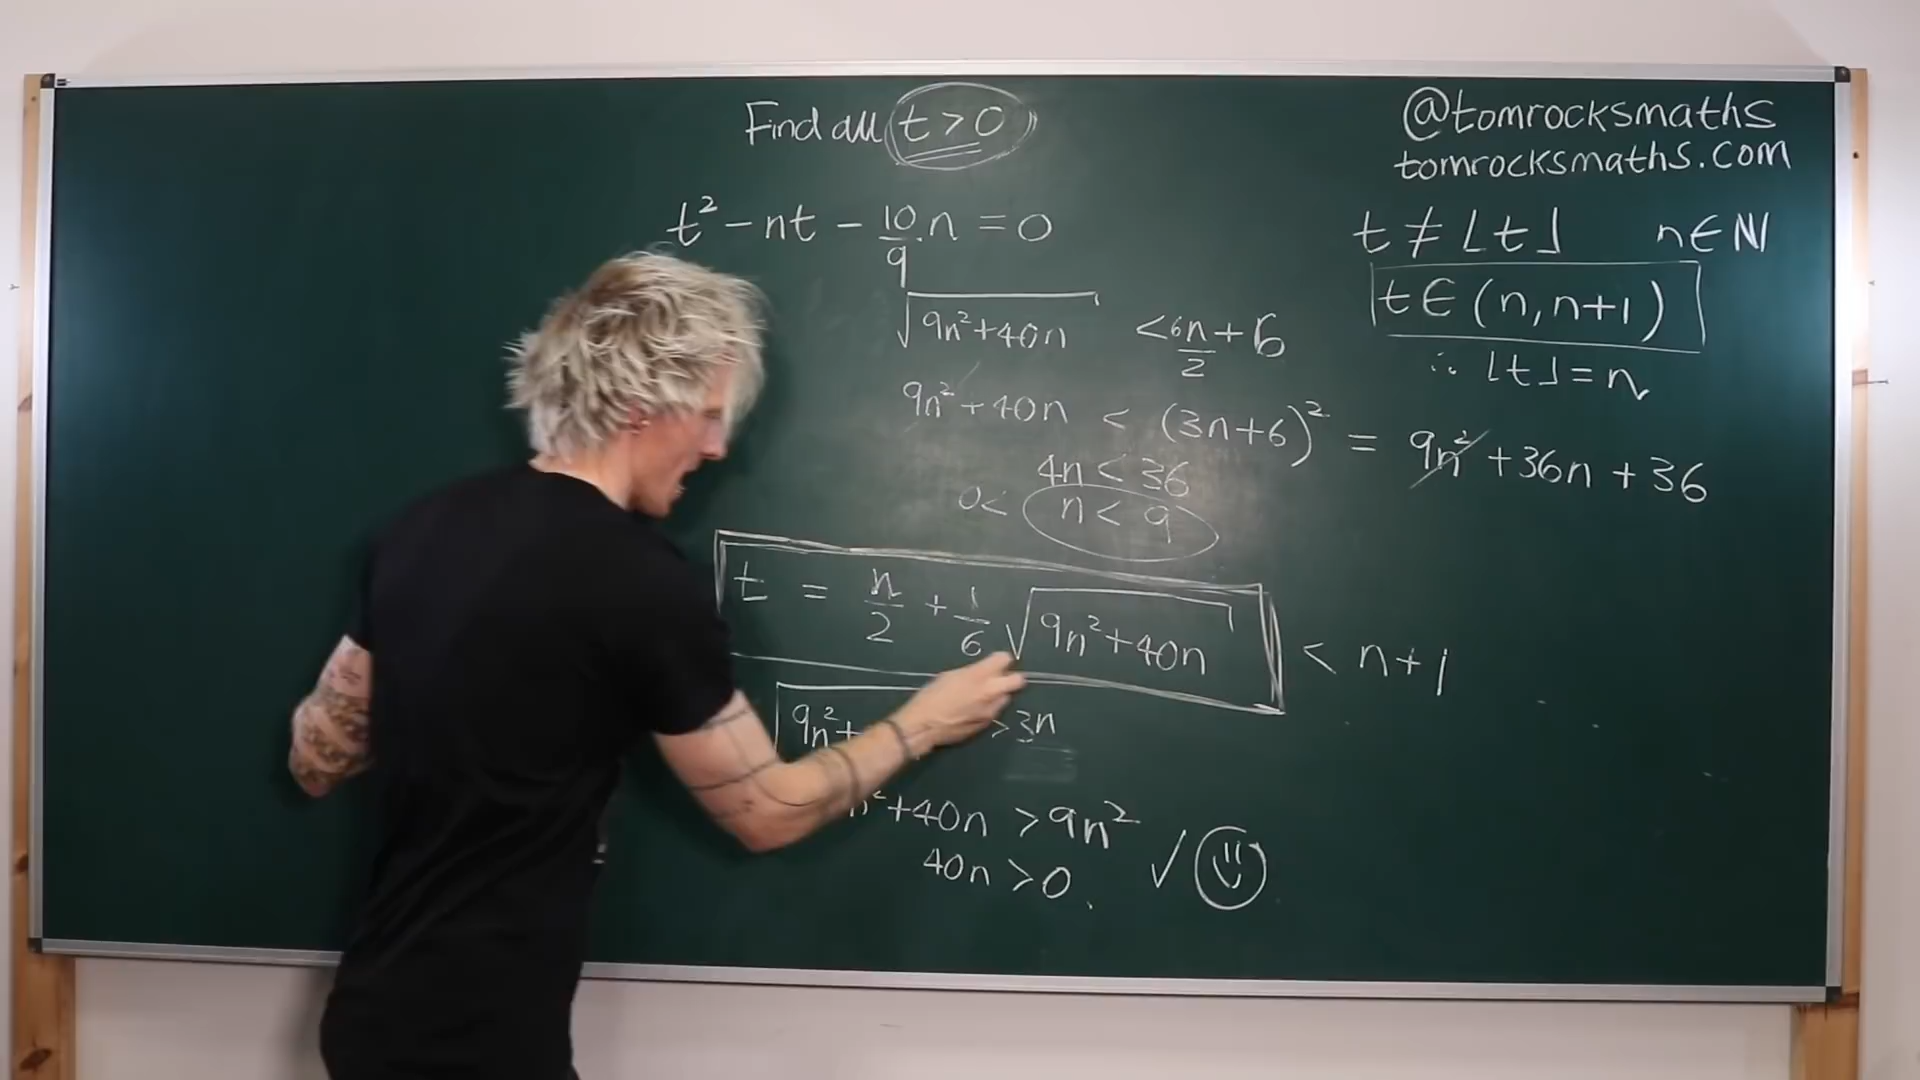 Find all t > 0
@tomrocksmaths
tomrocksmaths.com
t² - nt - 10/9 n = 0
t ≠ ⌊t⌋ n ∈ ℕ
t ∈ (n, n+1)
∴ ⌊t⌋ = n
√(9n²+40n) < 6n/2 + 6
9n² + 40n < (3n+6)² = 9n² + 36n + 36
4n < 36
0 < n < 9
t = n/2 + 1/6 √(9n²+40n) < n+1
9n²+ > 3n
n²+40n > 9n²
40n > 0 ✓